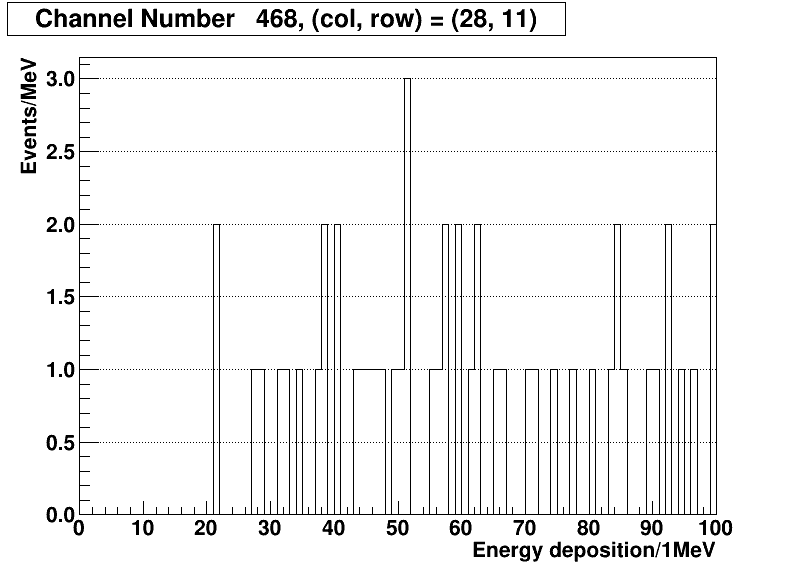 Channel Number 468, (col, row) = (28, 11)
Events/MeV
3.0
2.5
2.0
1.5
1.0
0.5
0.0
0 10 20 30 40 50 60 70 80 90 100
Energy deposition/1MeV